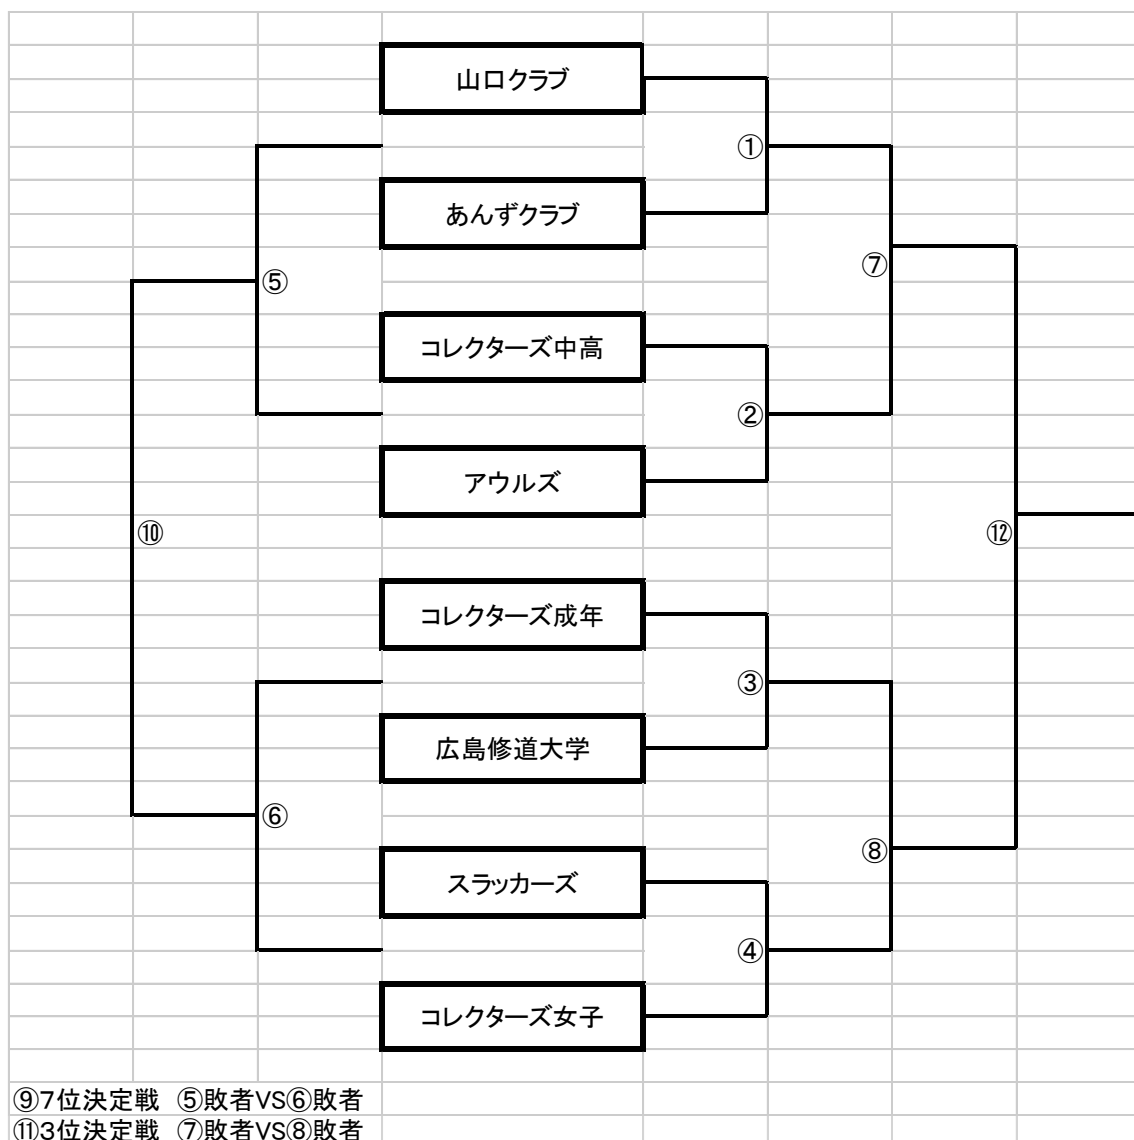 山口クラブ
①
あんずクラブ
⑦
⑤
コレクターズ中高
②
アウルズ
⑩
⑫
コレクターズ成年
③
広島修道大学
⑥
⑧
スラッカーズ
④
コレクターズ女子
⑨7位決定戦 ⑤敗者VS⑥敗者
⑪3位決定戦 ⑦敗者VS⑧敗者